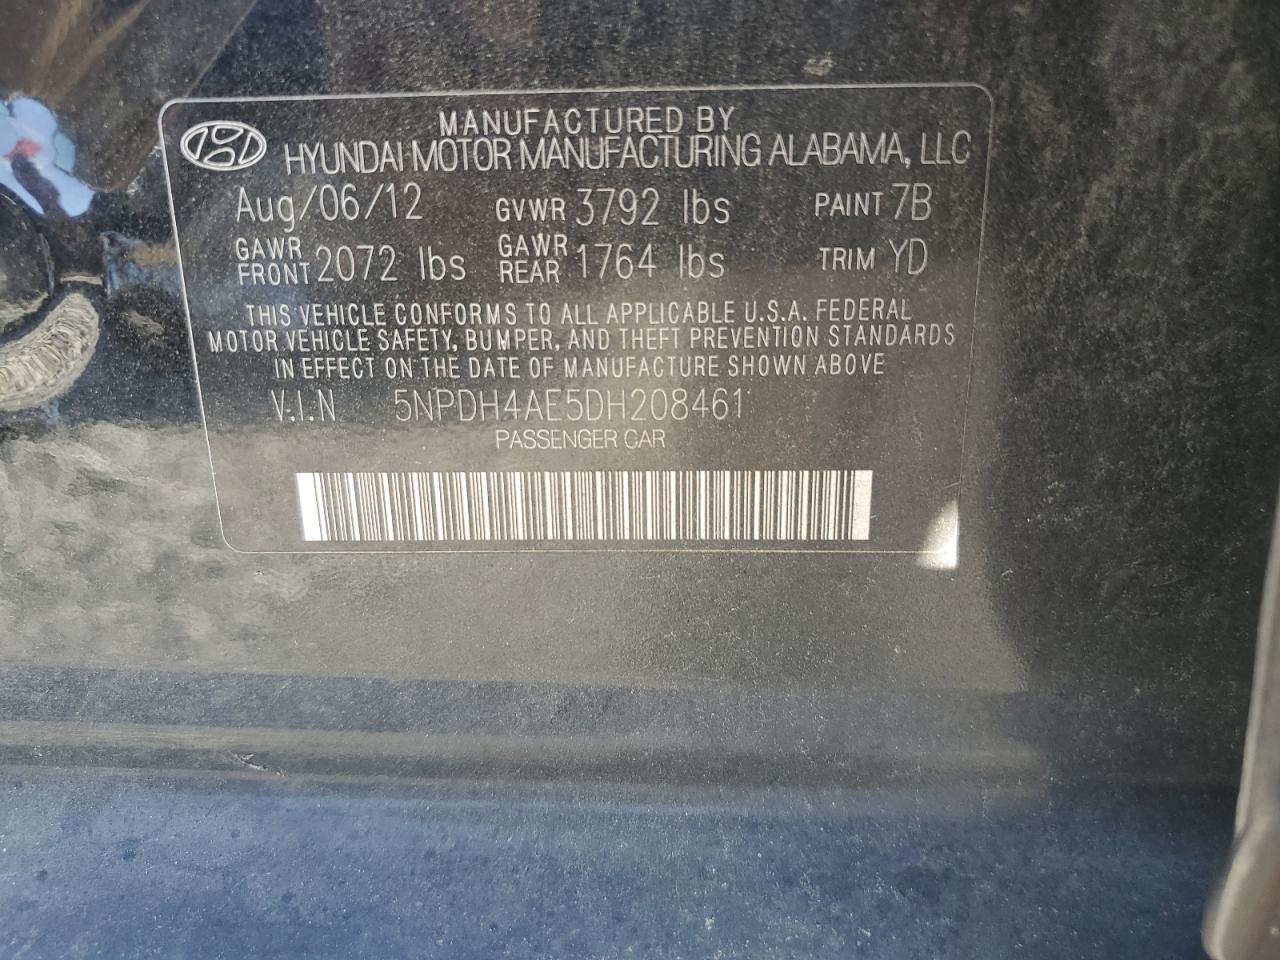 MANUFACTURED BY
HYUNDAI MOTOR MANUFACTURING ALABAMA, LLC
Aug/06/12 GVWR 3792 lbs PAINT 7B
GAWR FRONT 2072 lbs GAWR REAR 1764 lbs TRIM YD
THIS VEHICLE CONFORMS TO ALL APPLICABLE U.S.A. FEDERAL
MOTOR VEHICLE SAFETY, BUMPER, AND THEFT PREVENTION STANDARDS
IN EFFECT ON THE DATE OF MANUFACTURE SHOWN ABOVE
V.I.N 5NPDH4AE5DH208461
PASSENGER CAR